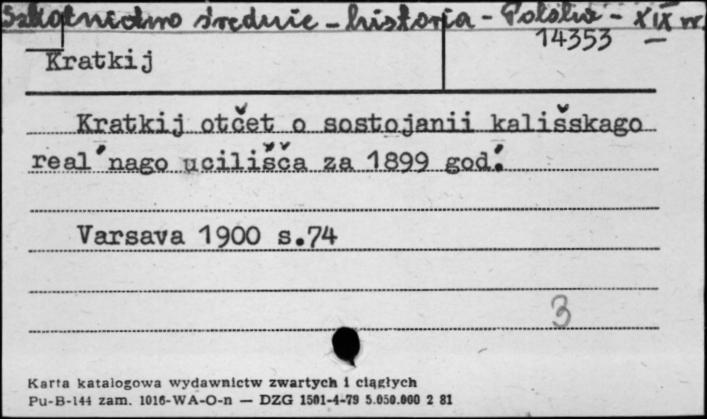 Szkolnictwo średnie - historia - Polska - XIX w.
14353
Kratkij
Kratkij otčet o sostojanii kališskago
real'nago uciliśča za 1899 god.
Varsava 1900 s.74
3
Karta katalogowa wydawnictw zwartych i ciągłych
Pu-B-144 zam. 1016-WA-O-n — DZG 1501-4-79 5.050.000 2 81